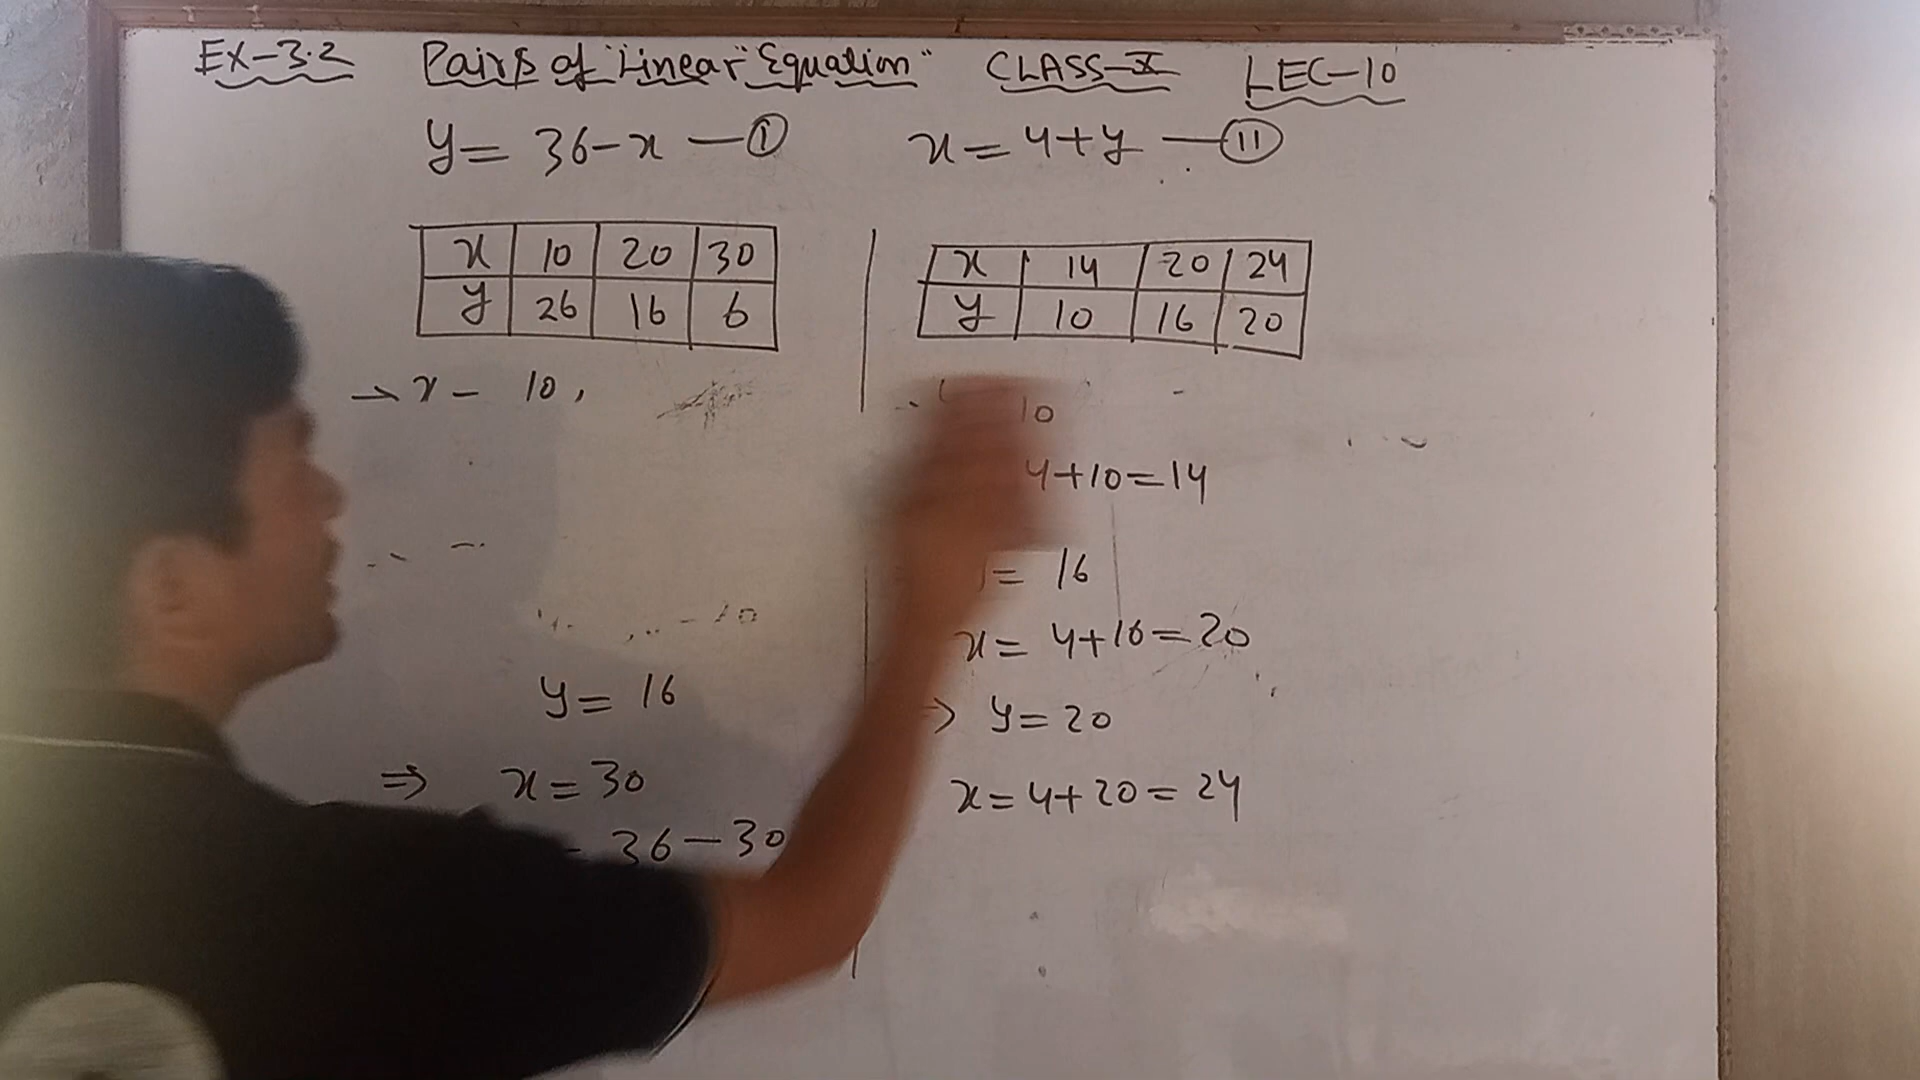 EX-3.2 Pairs of "Linear" Equation" CLASS-X LEC-10
y = 36-x —①
x = 4+y —⑪
x 10 20 30
y 26 16 6
x 14 20 24
y 10 16 20
→ x - 10,
y = 16
⇒ x = 30
36-30
10
4+10=14
= 16
x = 4+16=20
⇒ y = 20
x = 4+20 = 24